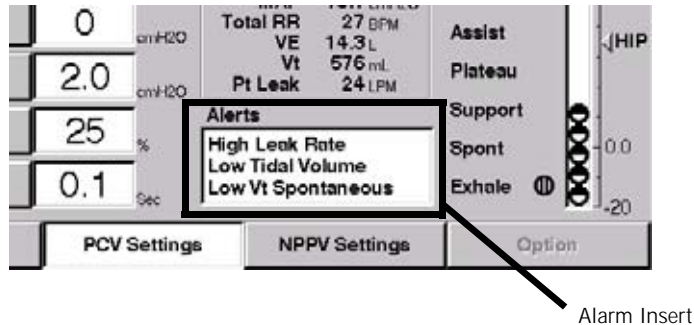 0 cmH2O
2.0 cmH2O
25 %
0.1 Sec
Total RR 27 BPM
VE 14.3 L
Vt 576 mL
Pt Leak 24 LPM
Alerts
High Leak Rate
Low Tidal Volume
Low Vt Spontaneous
Assist
Plateau
Support
Spont
Exhale
HIP
0.0
-20
PCV Settings
NPPV Settings
Option
Alarm Insert